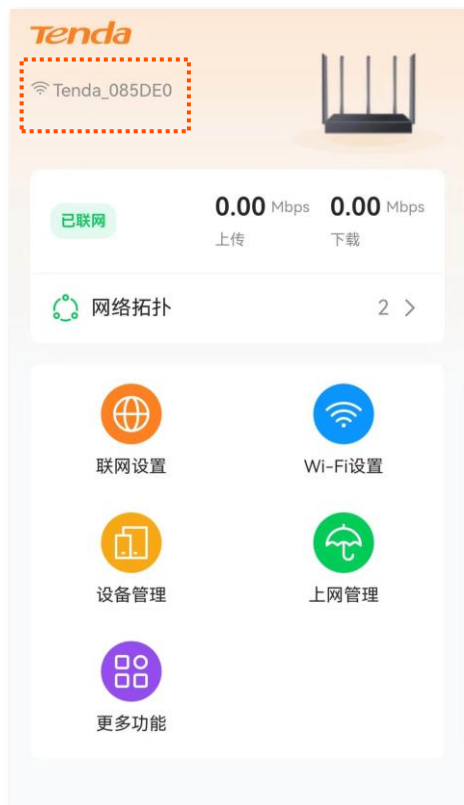 Tenda
Tenda_085DE0
已联网
0.00 Mbps 0.00 Mbps
上传 下载
网络拓扑 2
联网设置 Wi-Fi设置
设备管理 上网管理
更多功能